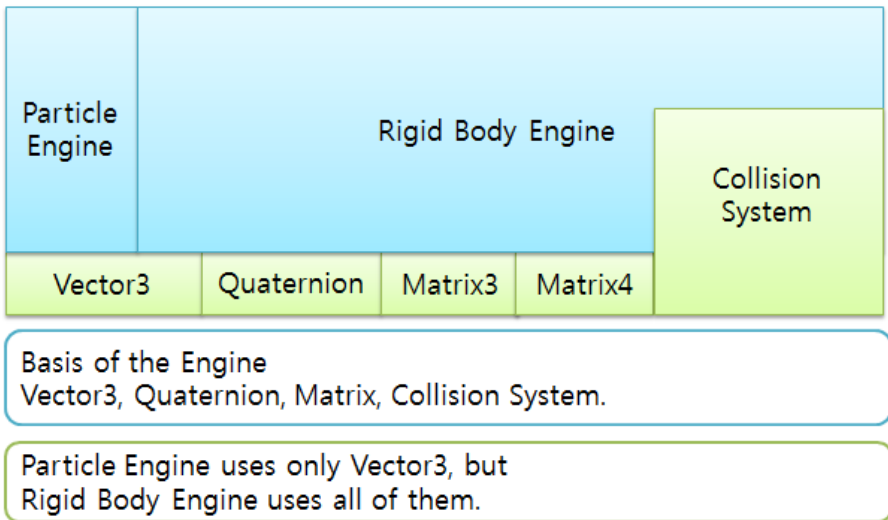 Particle
Engine
Rigid Body Engine
Collision
System
Vector3
Quaternion
Matrix3
Matrix4
Basis of the Engine
Vector3, Quaternion, Matrix, Collision System.
Particle Engine uses only Vector3, but
Rigid Body Engine uses all of them.